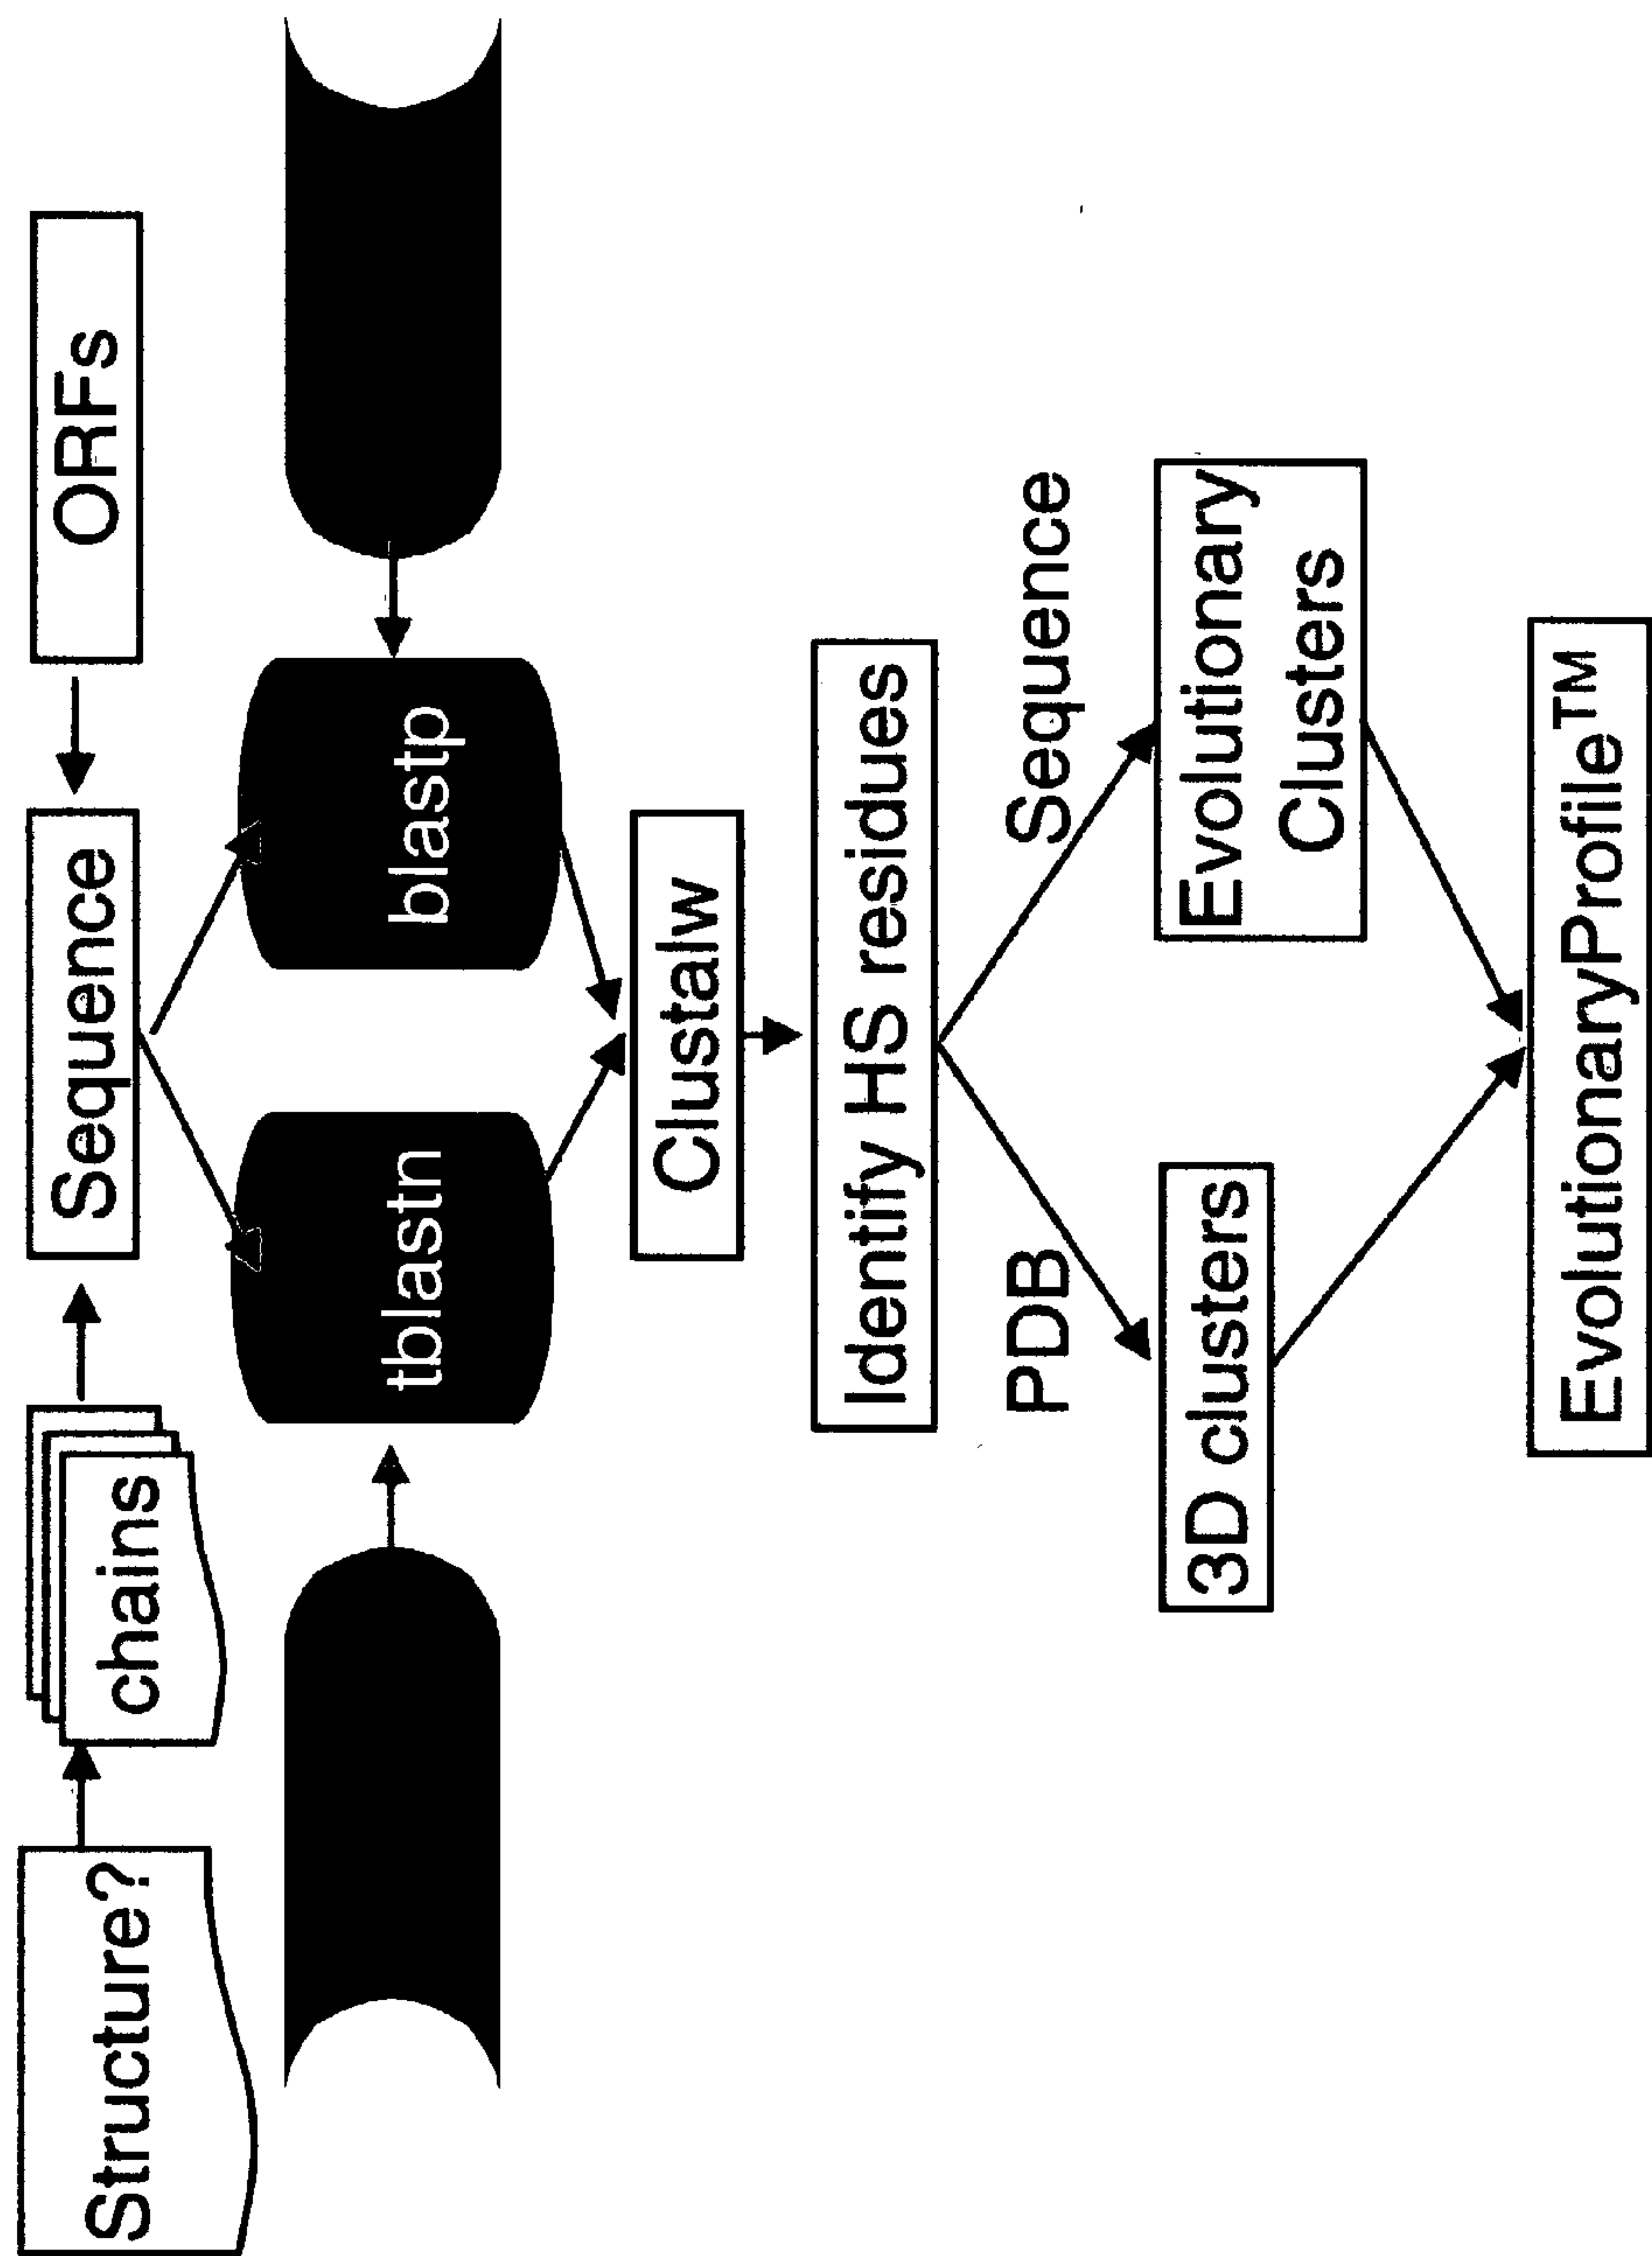 Structure?
chains
Sequence
ORFs
tblastn
blastp
Clustalw
Identify HS residues
PDB
Sequence
3D clusters
Evolutionary
Clusters
EvolutionaryProfile™